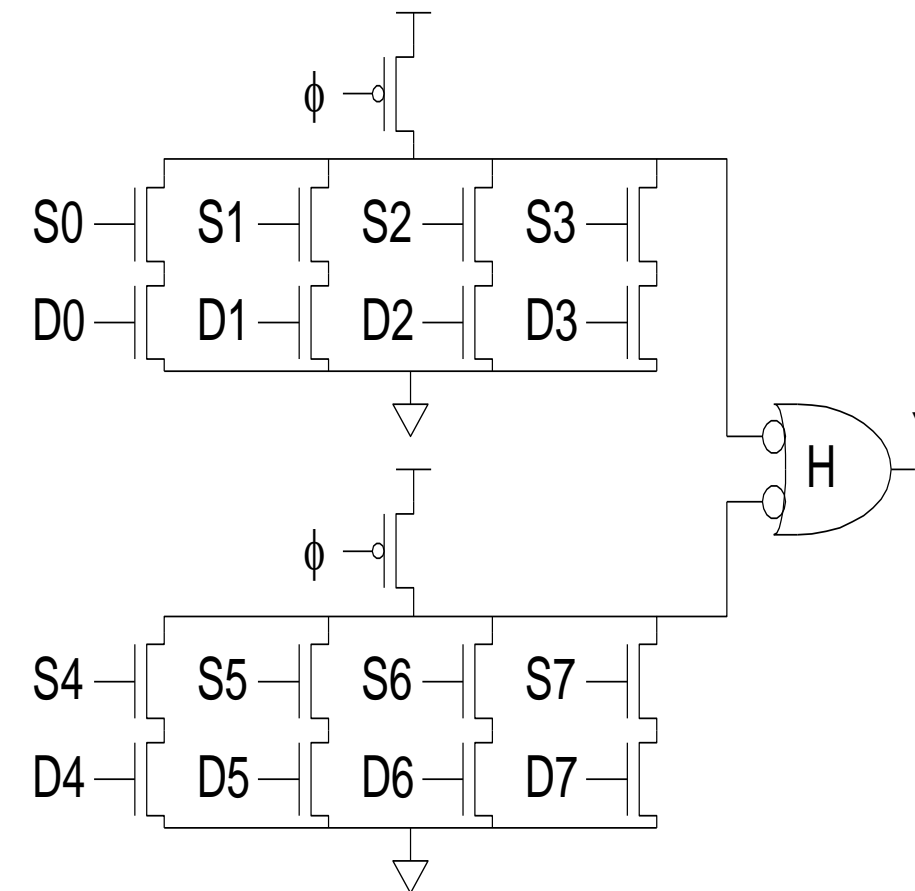 ϕ
S0 S1 S2 S3
D0 D1 D2 D3
H
ϕ
S4 S5 S6 S7
D4 D5 D6 D7